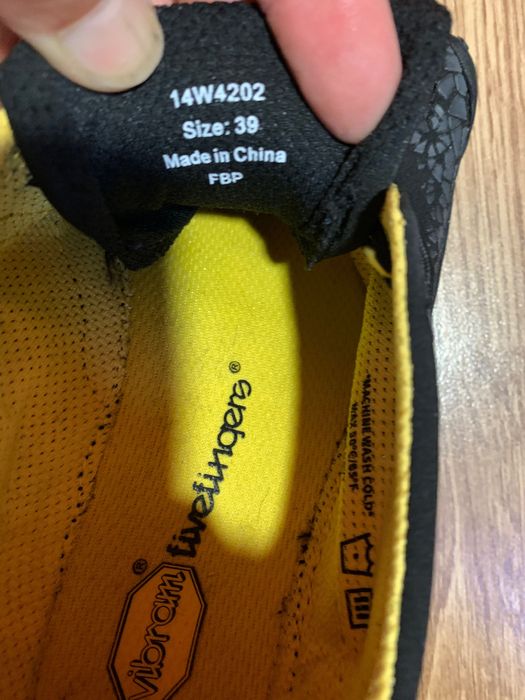 14W4202
Size: 39
Made in China
FBP
fivefingers®
vibram®
"MACHINE WASH COLD"